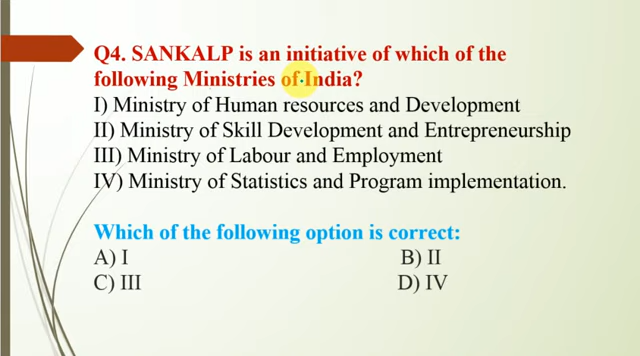 Q4. SANKALP is an initiative of which of the
following Ministries of India?
I) Ministry of Human resources and Development
II) Ministry of Skill Development and Entrepreneurship
III) Ministry of Labour and Employment
IV) Ministry of Statistics and Program implementation.
Which of the following option is correct:
A) I B) II
C) III D) IV